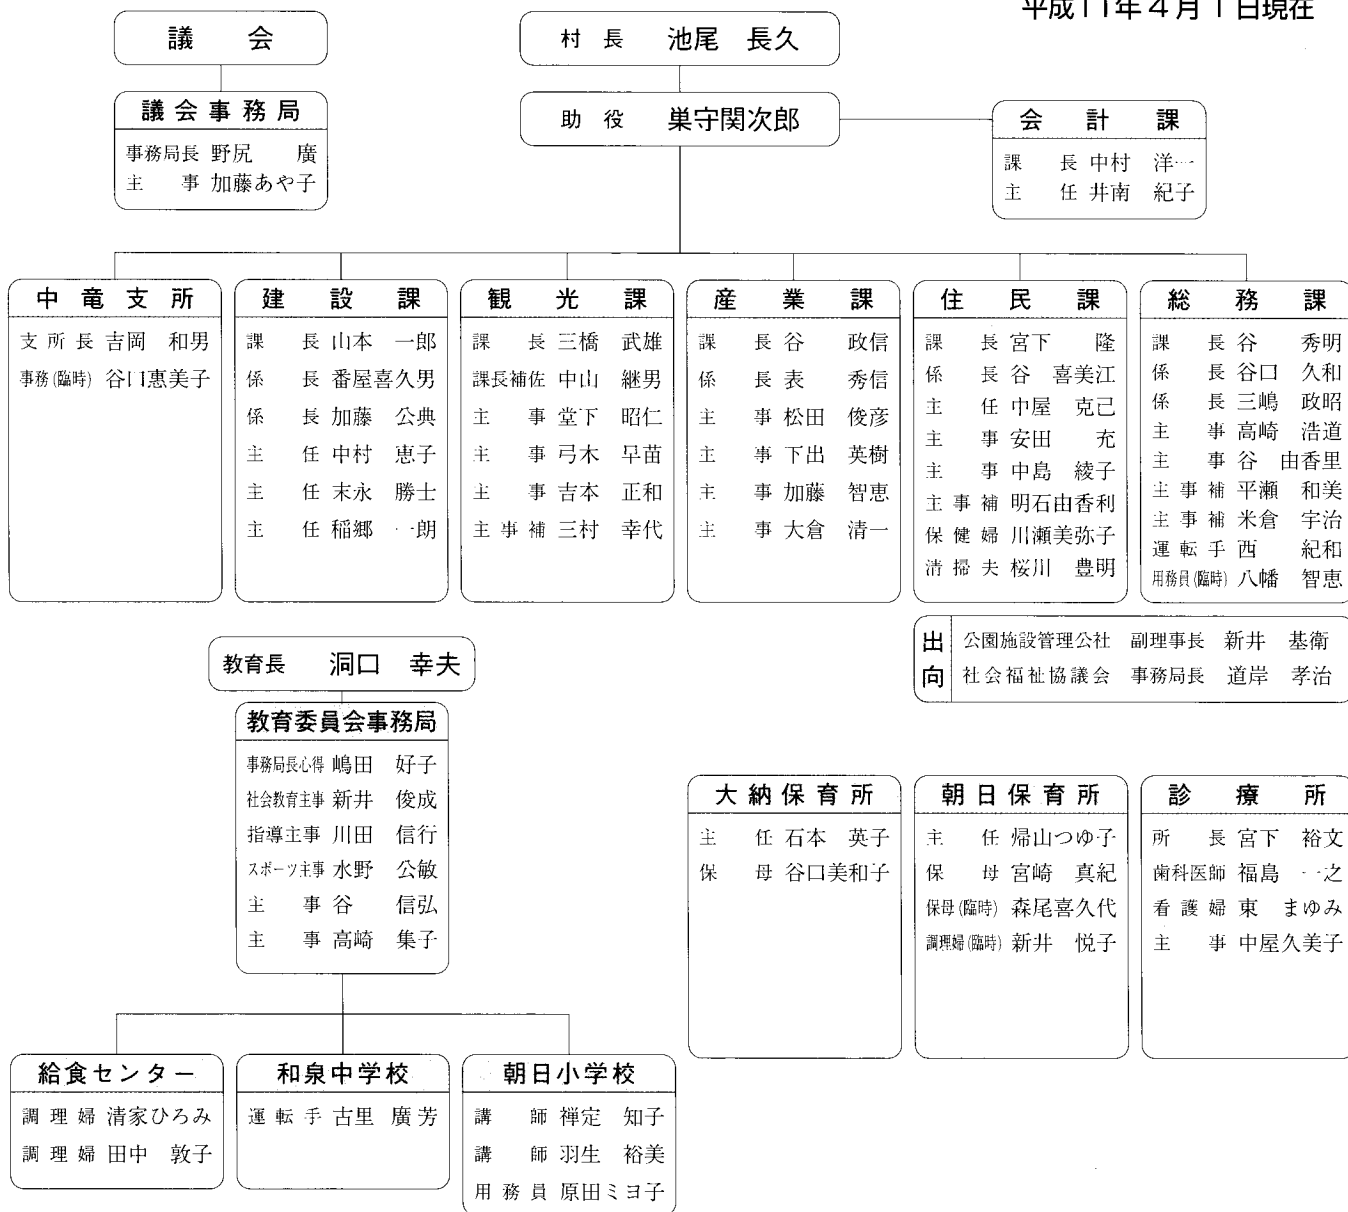 平成11年4月1日現在
議　会
村長　池尾　長久
議会事務局
事務局長 野尻　廣
主事 加藤あや子
助役　巣守関次郎
会計課
課長 中村　洋一
主任 井南　紀子
中竜支所
支所長 吉岡　和男
事務(臨時) 谷口恵美子
建設課
課長 山本　一郎
係長 番屋喜久男
係長 加藤　公典
主任 中村　恵子
主任 末永　勝士
主任 稲郷　一朗
観光課
課長 三橋　武雄
課長補佐 中山　継男
主事 堂下　昭仁
主事 弓木　早苗
主事 吉本　正和
主事補 三村　幸代
産業課
課長 谷　政信
係長 表　秀信
主事 松田　俊彦
主事 下出　英樹
主事 加藤　智恵
主事 大倉　清一
住民課
課長 宮下　隆
係長 谷　喜美江
主任 中屋　克己
主事 安田　充
主事 中島　綾子
主事補 明石由香利
保健婦 川瀬美弥子
清掃夫 桜川　豊明
総務課
課長 谷　秀明
係長 谷口　久和
係長 三嶋　政昭
主事 高崎　浩道
主事 谷　由香里
主事補 平瀬　和美
主事補 米倉　宇治
運転手 西　紀和
用務員(臨時) 八幡　智恵
出向
公園施設管理公社　副理事長　新井　基衛
社会福祉協議会　事務局長　道岸　孝治
教育長　洞口　幸夫
教育委員会事務局
事務局長心得 嶋田　好子
社会教育主事 新井　俊成
指導主事 川田　信行
スポーツ主事 水野　公敏
主事 谷　信弘
主事 高崎　集子
大納保育所
主任 石本　英子
保母 谷口美和子
朝日保育所
主任 帰山つゆ子
保母 宮崎　真紀
保母(臨時) 森尾喜久代
調理婦(臨時) 新井　悦子
診療所
所長 宮下　裕文
歯科医師 福島　一之
看護婦 東　まゆみ
主事 中屋久美子
給食センター
調理婦 清家ひろみ
調理婦 田中　敦子
和泉中学校
運転手 古里　廣芳
朝日小学校
講師 禅定　知子
講師 羽生　裕美
用務員 原田ミヨ子